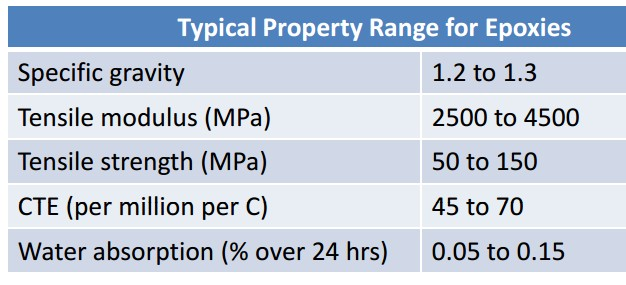 Typical Property Range for Epoxies
Specific gravity 1.2 to 1.3
Tensile modulus (MPa) 2500 to 4500
Tensile strength (MPa) 50 to 150
CTE (per million per C) 45 to 70
Water absorption (% over 24 hrs) 0.05 to 0.15